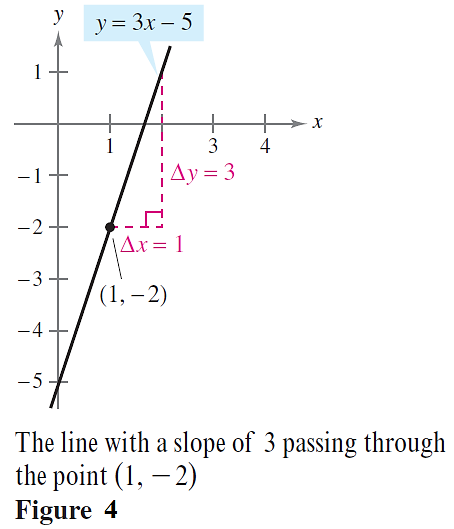 y
y = 3x – 5
1
x
1
3
4
–1
Δy = 3
–2
Δx = 1
–3
(1, –2)
–4
–5
The line with a slope of 3 passing through
the point (1, –2)
Figure 4